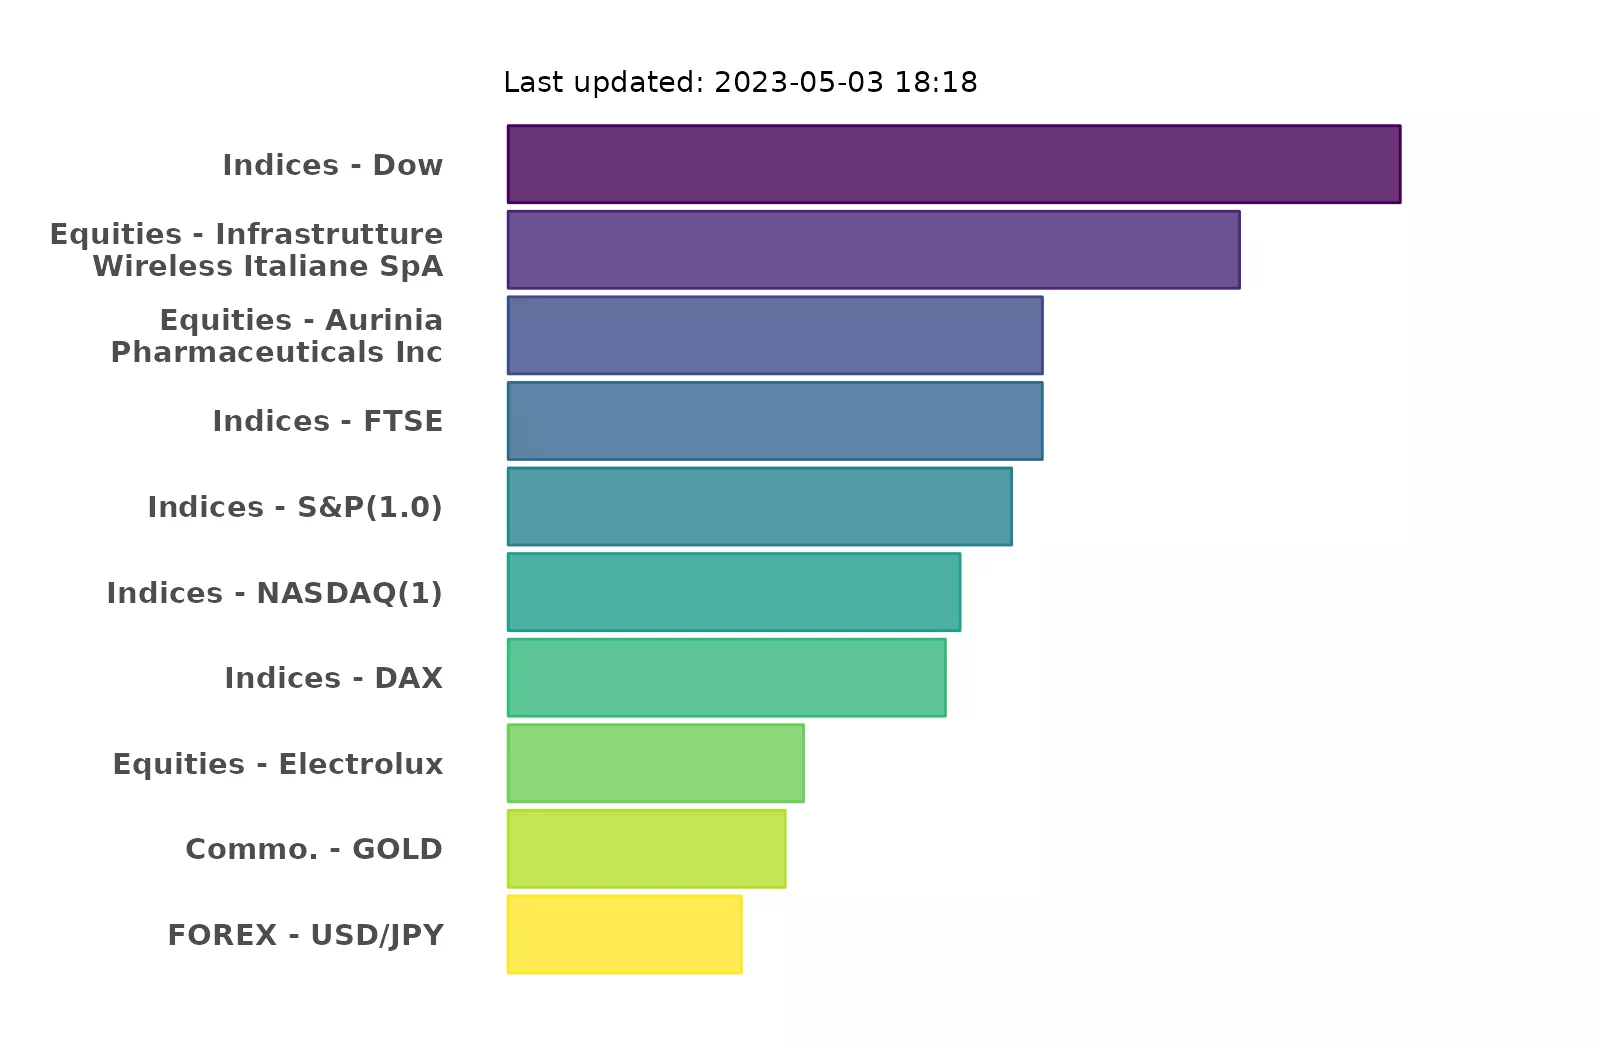 Last updated: 2023-05-03 18:18
Indices - Dow
Equities - Infrastrutture
Wireless Italiane SpA
Equities - Aurinia
Pharmaceuticals Inc
Indices - FTSE
Indices - S&P(1.0)
Indices - NASDAQ(1)
Indices - DAX
Equities - Electrolux
Commo. - GOLD
FOREX - USD/JPY